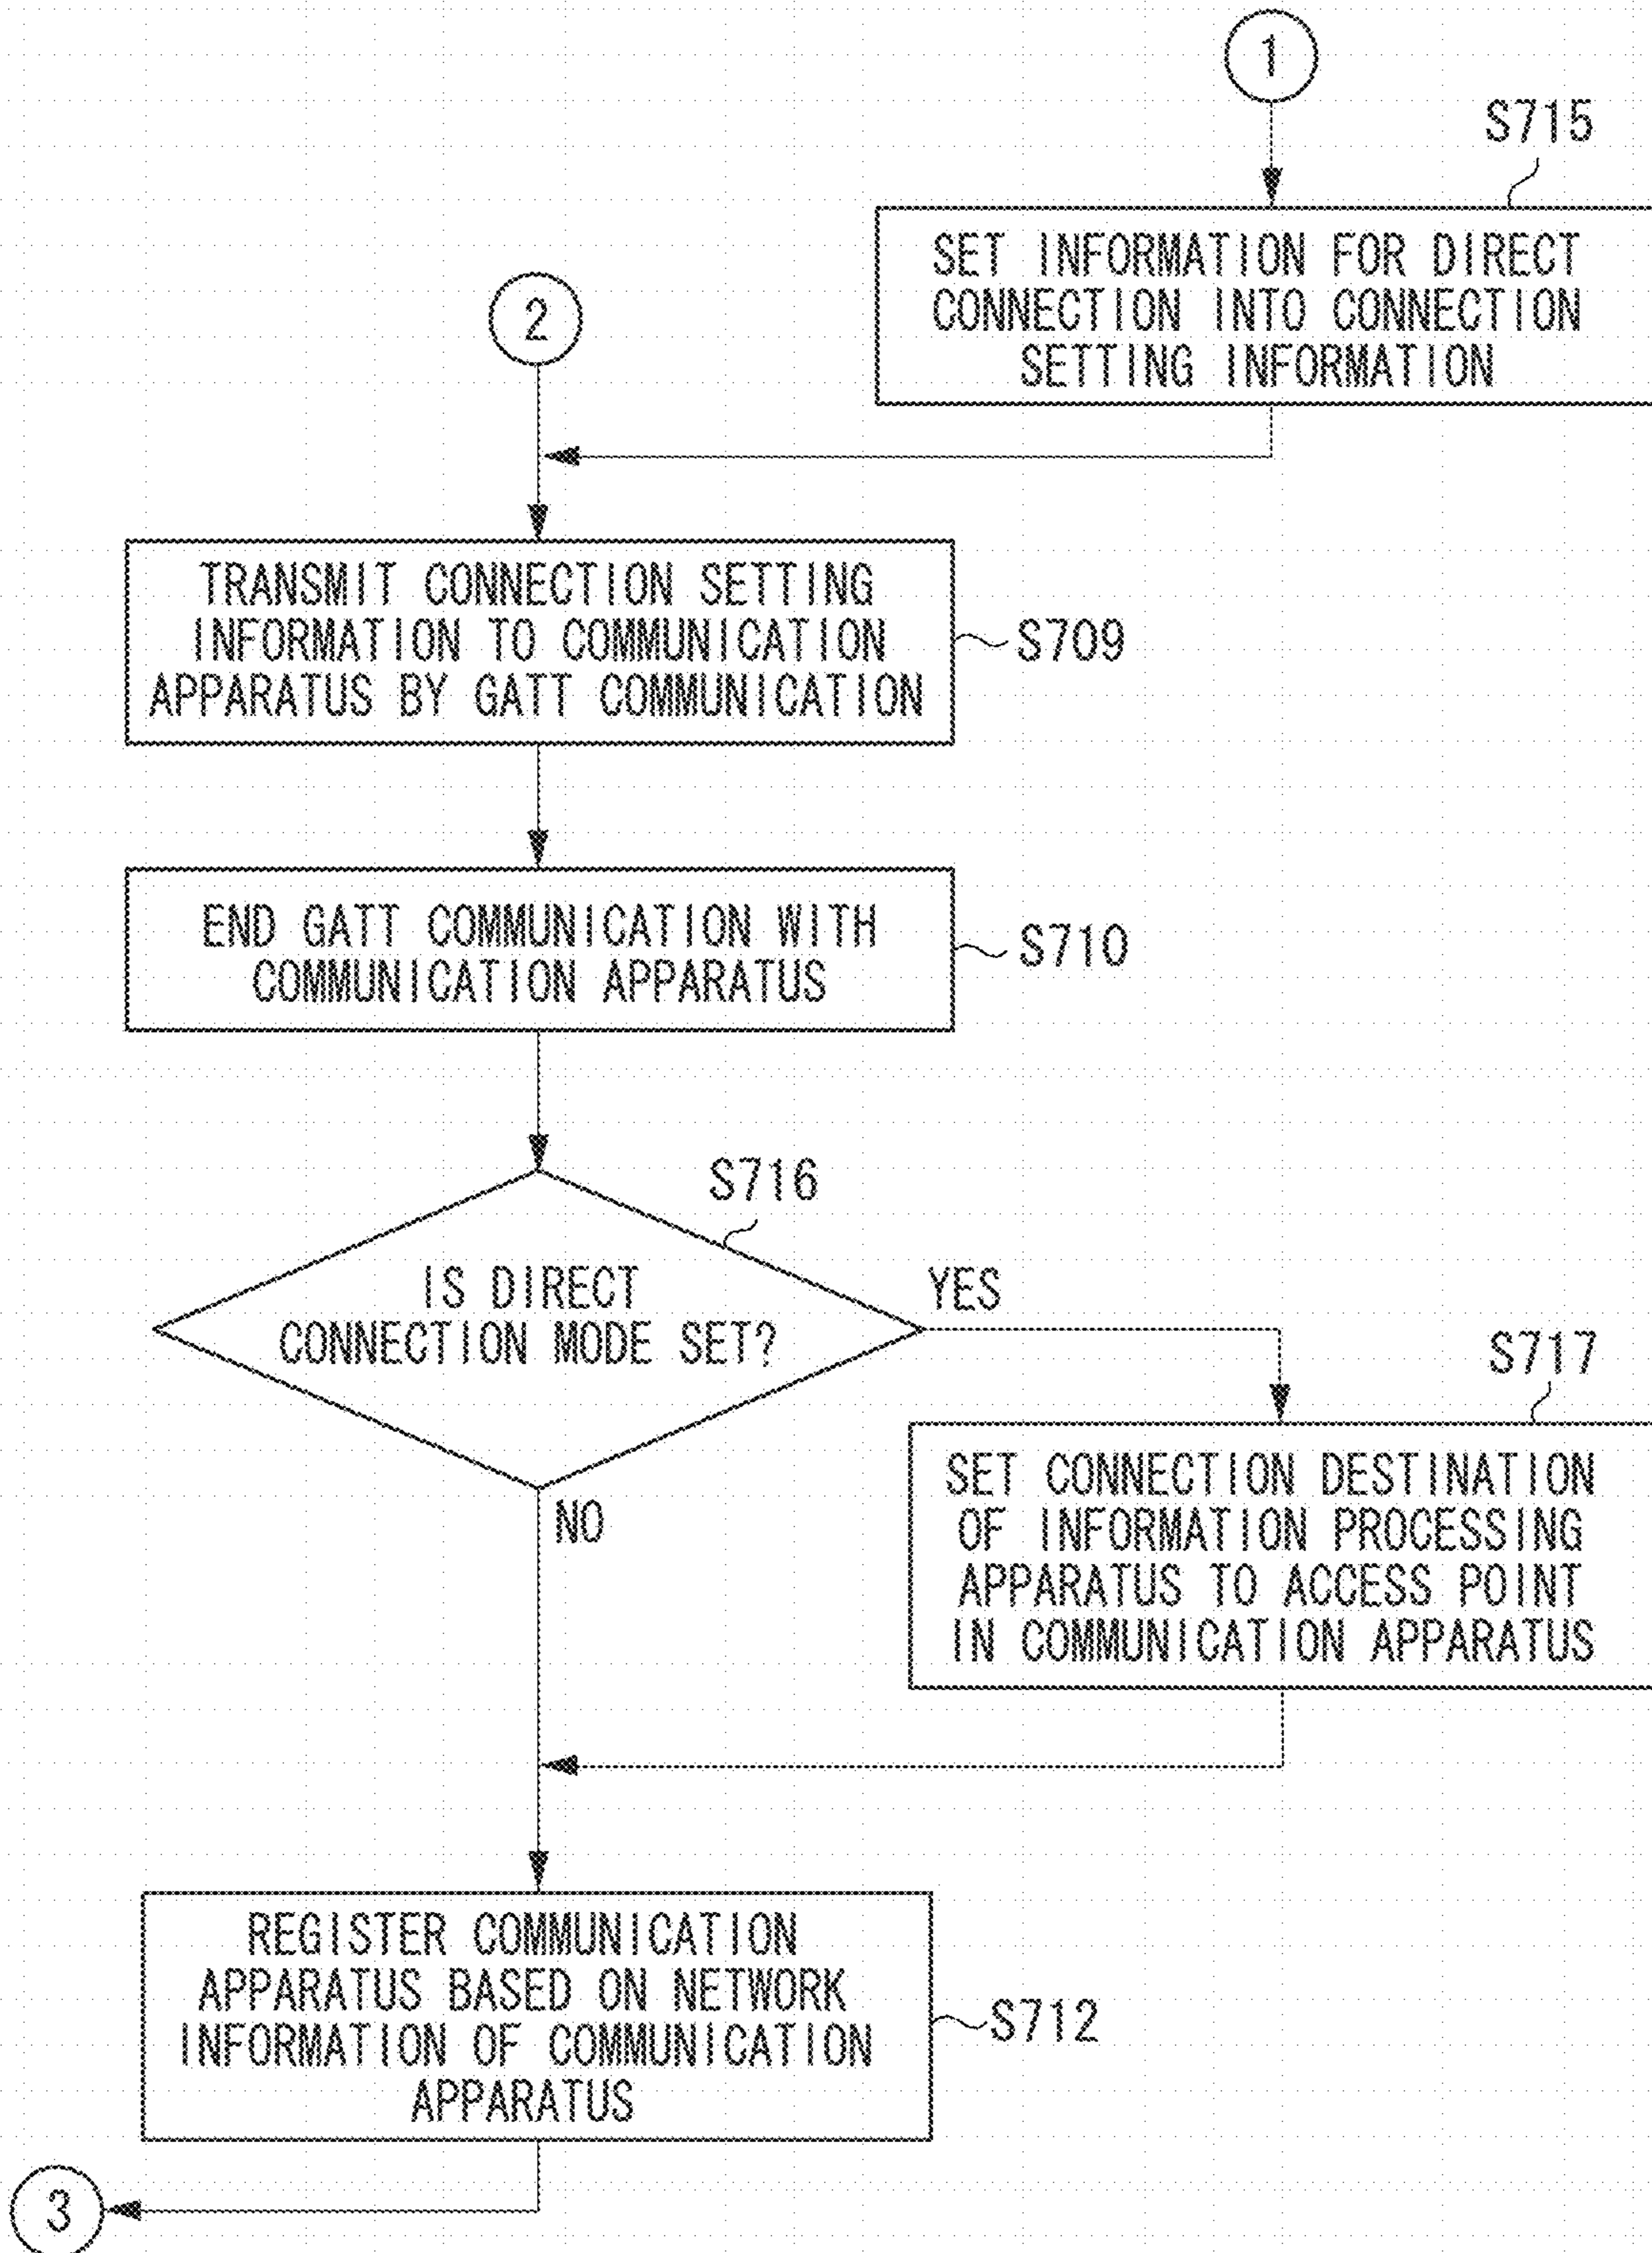 1
S715
SET INFORMATION FOR DIRECT
CONNECTION INTO CONNECTION
SETTING INFORMATION
2
TRANSMIT CONNECTION SETTING
INFORMATION TO COMMUNICATION
APPARATUS BY GATT COMMUNICATION
S709
END GATT COMMUNICATION WITH
COMMUNICATION APPARATUS
S710
S716
IS DIRECT
CONNECTION MODE SET?
YES
NO
S717
SET CONNECTION DESTINATION
OF INFORMATION PROCESSING
APPARATUS TO ACCESS POINT
IN COMMUNICATION APPARATUS
REGISTER COMMUNICATION
APPARATUS BASED ON NETWORK
INFORMATION OF COMMUNICATION
APPARATUS
S712
3